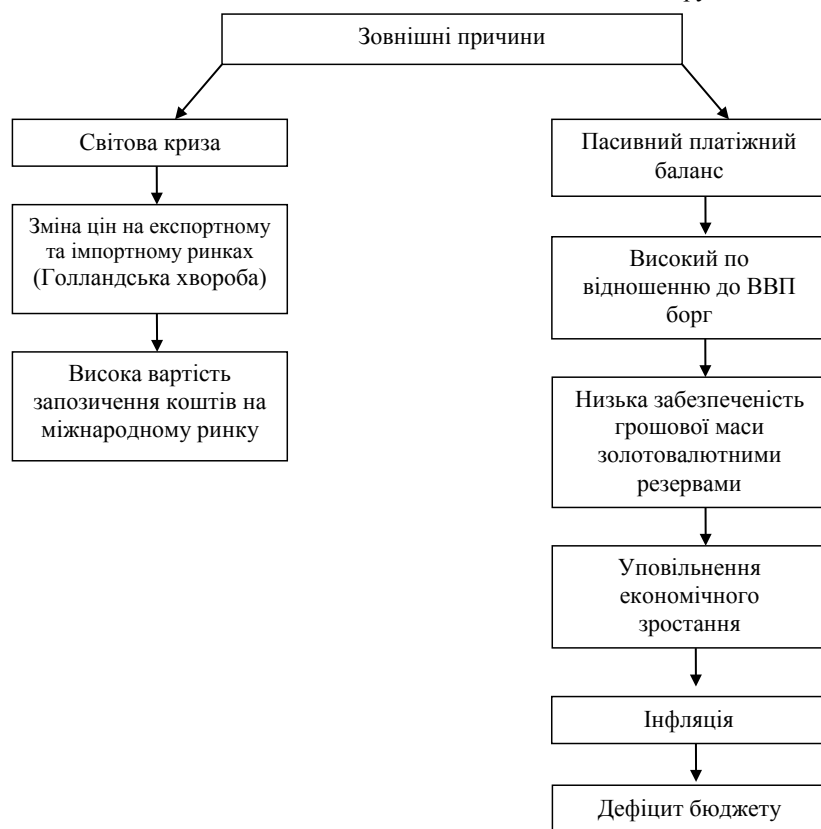 Зовнішні причини
Світова криза
Зміна цін на експортному
та імпортному ринках
(Голландська хвороба)
Висока вартість
запозичення коштів на
міжнародному ринку
Пасивний платіжний
баланс
Високий по
відношенню до ВВП
борг
Низька забезпеченість
грошової маси
золотовалютними
резервами
Уповільнення
економічного
зростання
Інфляція
Дефіцит бюджету